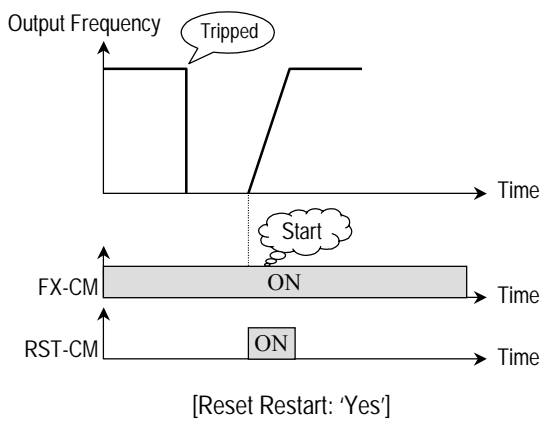 Output Frequency
Tripped
Time
Start
FX-CM
ON
Time
RST-CM
ON
Time
[Reset Restart: 'Yes']